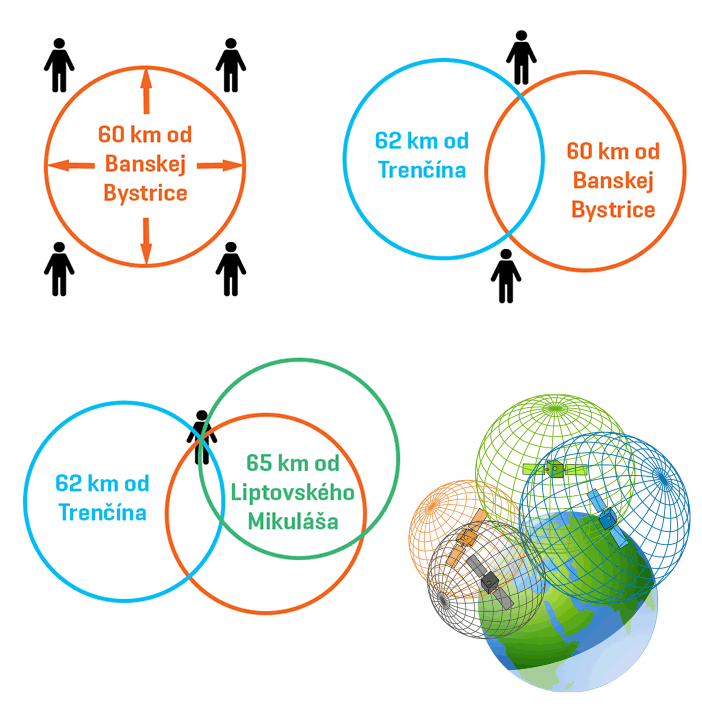 60 km od
Banskej
Bystrice
62 km od
Trenčína
60 km od
Banskej
Bystrice
62 km od
Trenčína
65 km od
Liptovského
Mikuláša